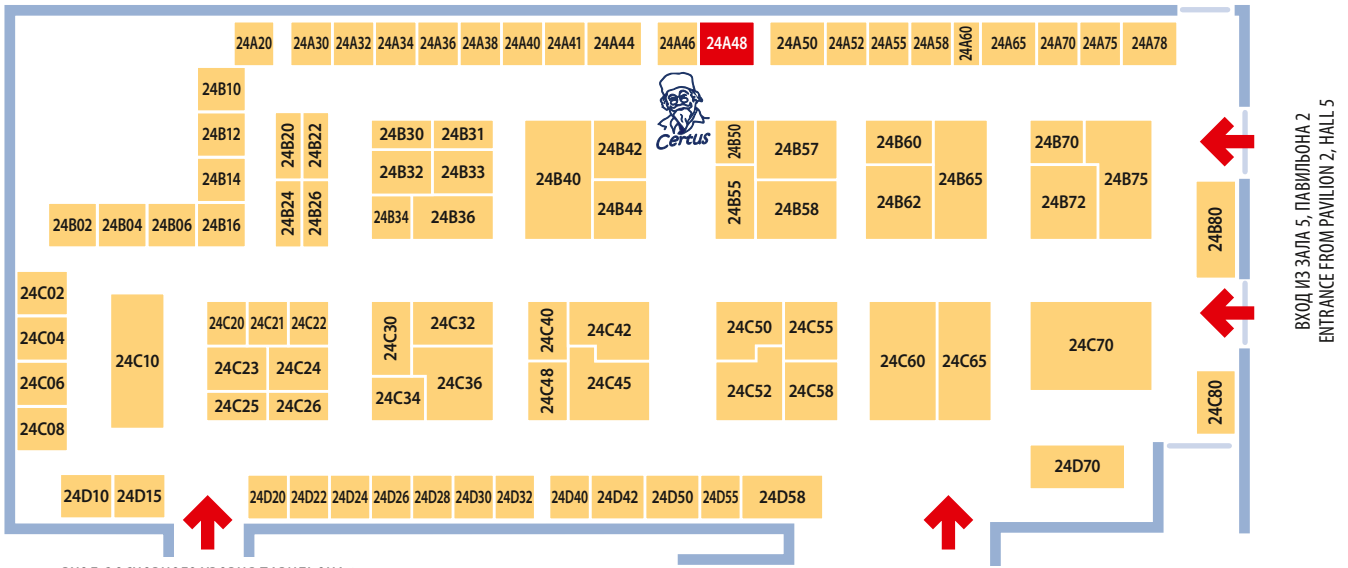 24A20 24A30 24A32 24A34 24A36 24A38 24A40 24A41 24A44 24A46 24A48 24A50 24A52 24A55 24A58 24A60 24A65 24A70 24A75 24A78
Certus
24B10
24B12
24B14
24B02 24B04 24B06 24B16
24B20 24B22
24B24 24B26
24B30 24B31
24B32 24B33
24B34 24B36
24B40 24B42
24B44
24B50 24B57
24B55 24B58
24B60 24B65
24B62
24B70 24B75
24B72
24B80
ВХОД ИЗ ЗАЛА 5, ПАВИЛЬОНА 2
ENTRANCE FROM PAVILION 2, HALL 5
24C02
24C04
24C06
24C08
24C10
24C20 24C21 24C22
24C23 24C24
24C25 24C26
24C30 24C32
24C34 24C36
24C40 24C42
24C48 24C45
24C50 24C55
24C52 24C58
24C60 24C65
24C70
24C80
24D10 24D15
24D20 24D22 24D24 24D26 24D28 24D30 24D32 24D40 24D42 24D50 24D55 24D58
24D70